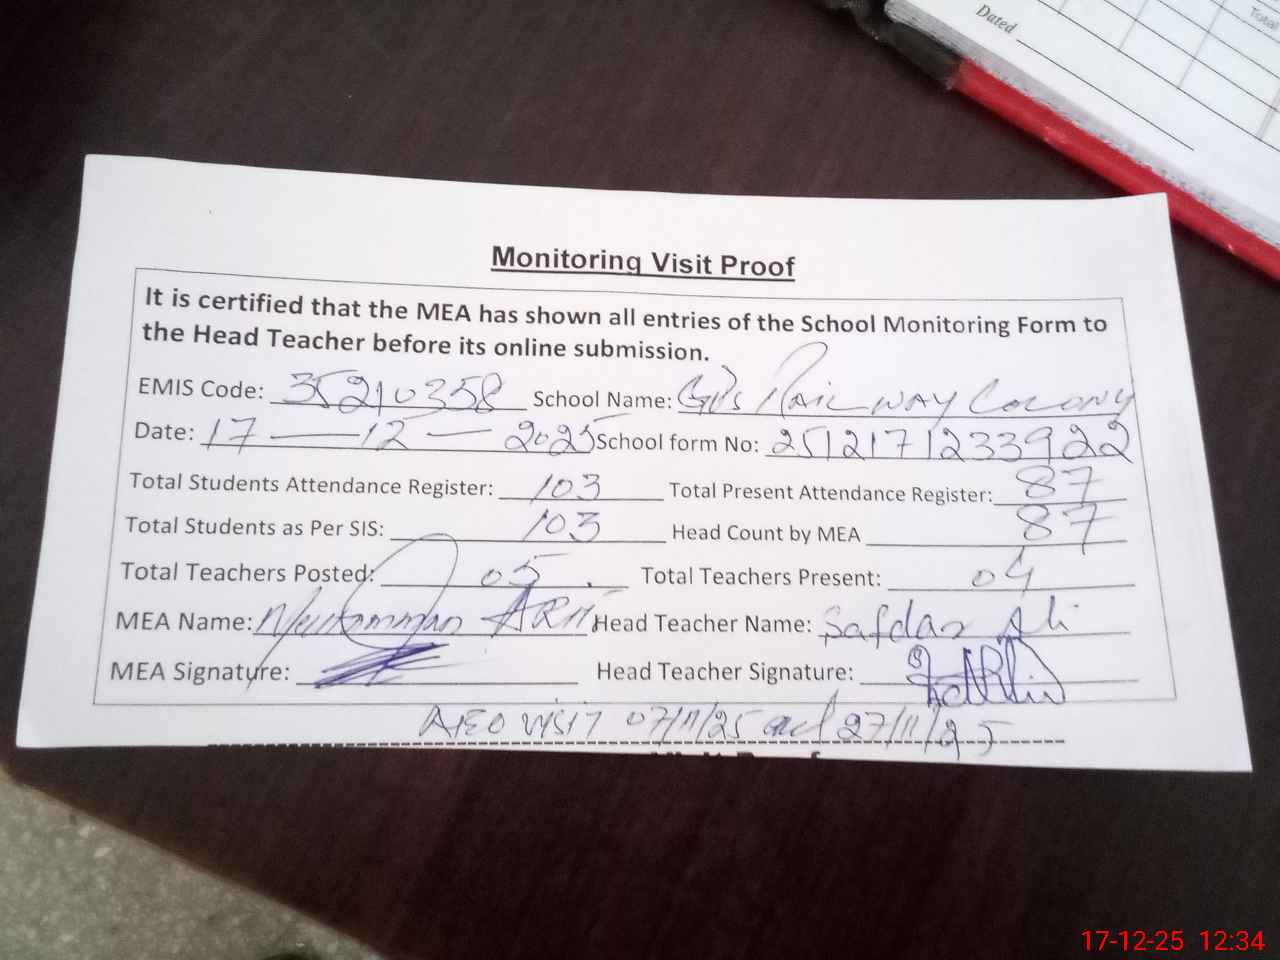 Dated
Total
Monitoring Visit Proof
It is certified that the MEA has shown all entries of the School Monitoring Form to
the Head Teacher before its online submission.
EMIS Code: 35210358 School Name: GPS Railway Colony
Date: 17 — 12 — 2025 School form No: 2512171233922
Total Students Attendance Register: 103 Total Present Attendance Register: 87
Total Students as Per SIS: 103 Head Count by MEA 87
Total Teachers Posted: 05 Total Teachers Present: 04
MEA Name: Head Teacher Name: Safdar Ali
MEA Signature: Head Teacher Signature:
AEO visit 07/11/25 and 27/11/25
17-12-25 12:34